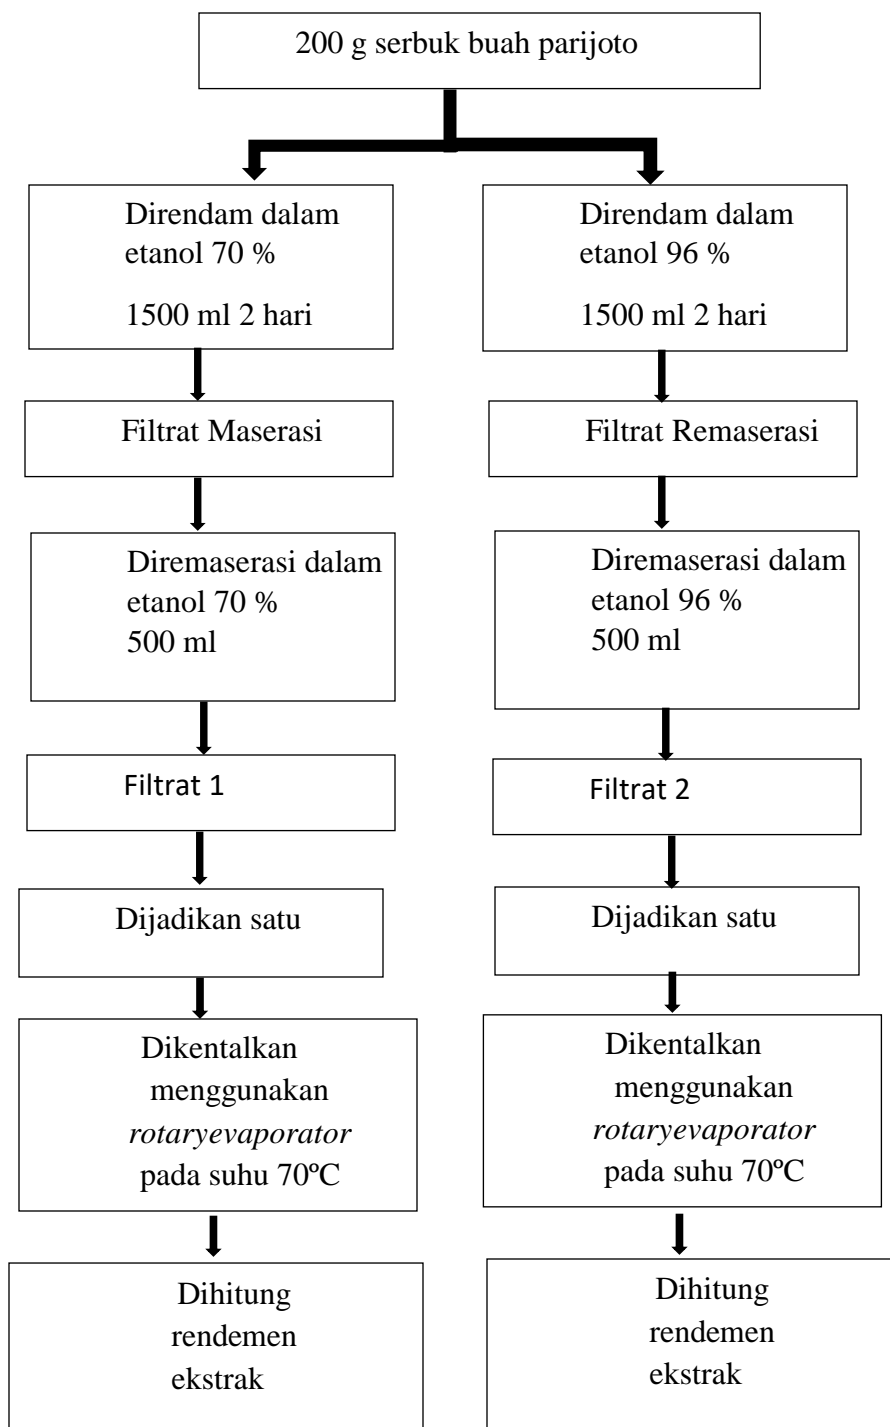 200 g serbuk buah parijoto
Direndam dalam
etanol 70 %
1500 ml 2 hari
Direndam dalam
etanol 96 %
1500 ml 2 hari
Filtrat Maserasi
Filtrat Remaserasi
Diremaserasi dalam
etanol 70 %
500 ml
Diremaserasi dalam
etanol 96 %
500 ml
Filtrat 1
Filtrat 2
Dijadikan satu
Dijadikan satu
Dikentalkan
menggunakan
rotaryevaporator
pada suhu 70ºC
Dikentalkan
menggunakan
rotaryevaporator
pada suhu 70ºC
Dihitung
rendemen
ekstrak
Dihitung
rendemen
ekstrak